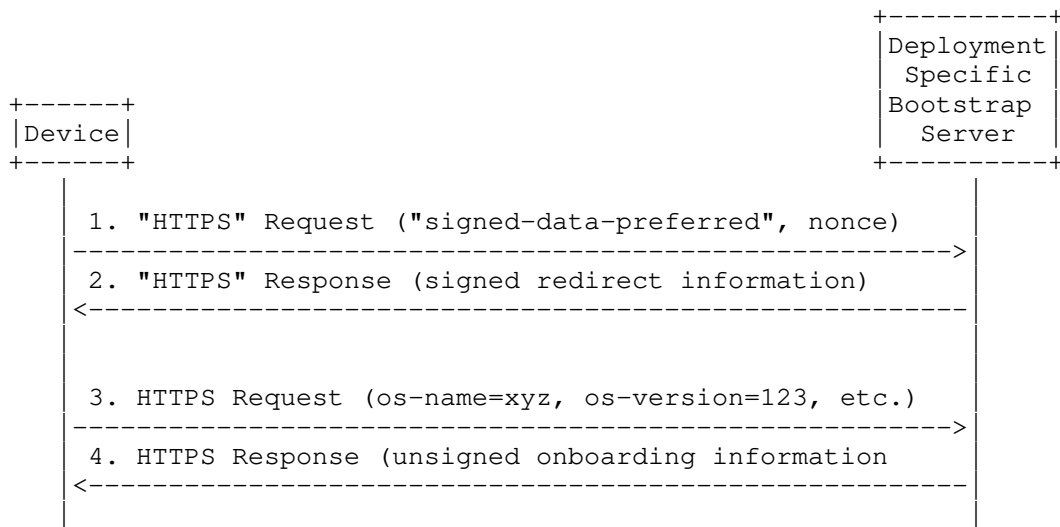 Deployment
Specific
Bootstrap
Server
Device
1. "HTTPS" Request ("signed-data-preferred", nonce)
2. "HTTPS" Response (signed redirect information)
3. HTTPS Request (os-name=xyz, os-version=123, etc.)
4. HTTPS Response (unsigned onboarding information